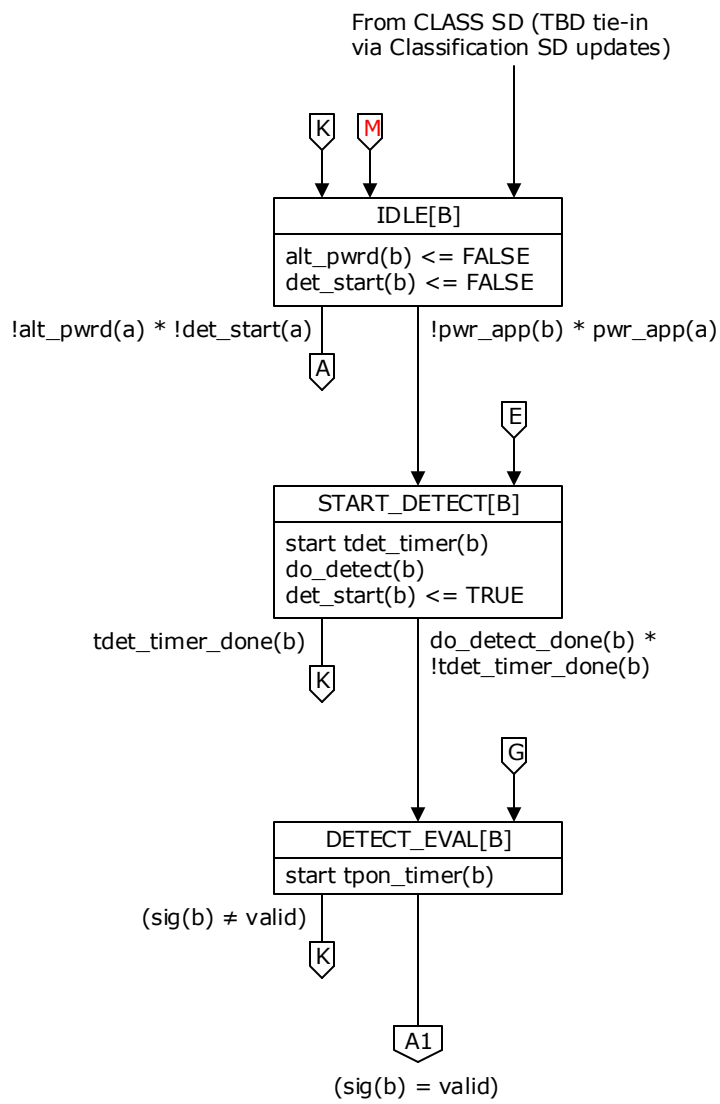 From CLASS SD (TBD tie-in
via Classification SD updates)
K
M
IDLE[B]
alt_pwrd(b) <= FALSE
det_start(b) <= FALSE
!alt_pwrd(a) * !det_start(a)
!pwr_app(b) * pwr_app(a)
A
E
START_DETECT[B]
start tdet_timer(b)
do_detect(b)
det_start(b) <= TRUE
tdet_timer_done(b)
do_detect_done(b) *
!tdet_timer_done(b)
K
G
DETECT_EVAL[B]
start tpon_timer(b)
(sig(b) ≠ valid)
K
A1
(sig(b) = valid)